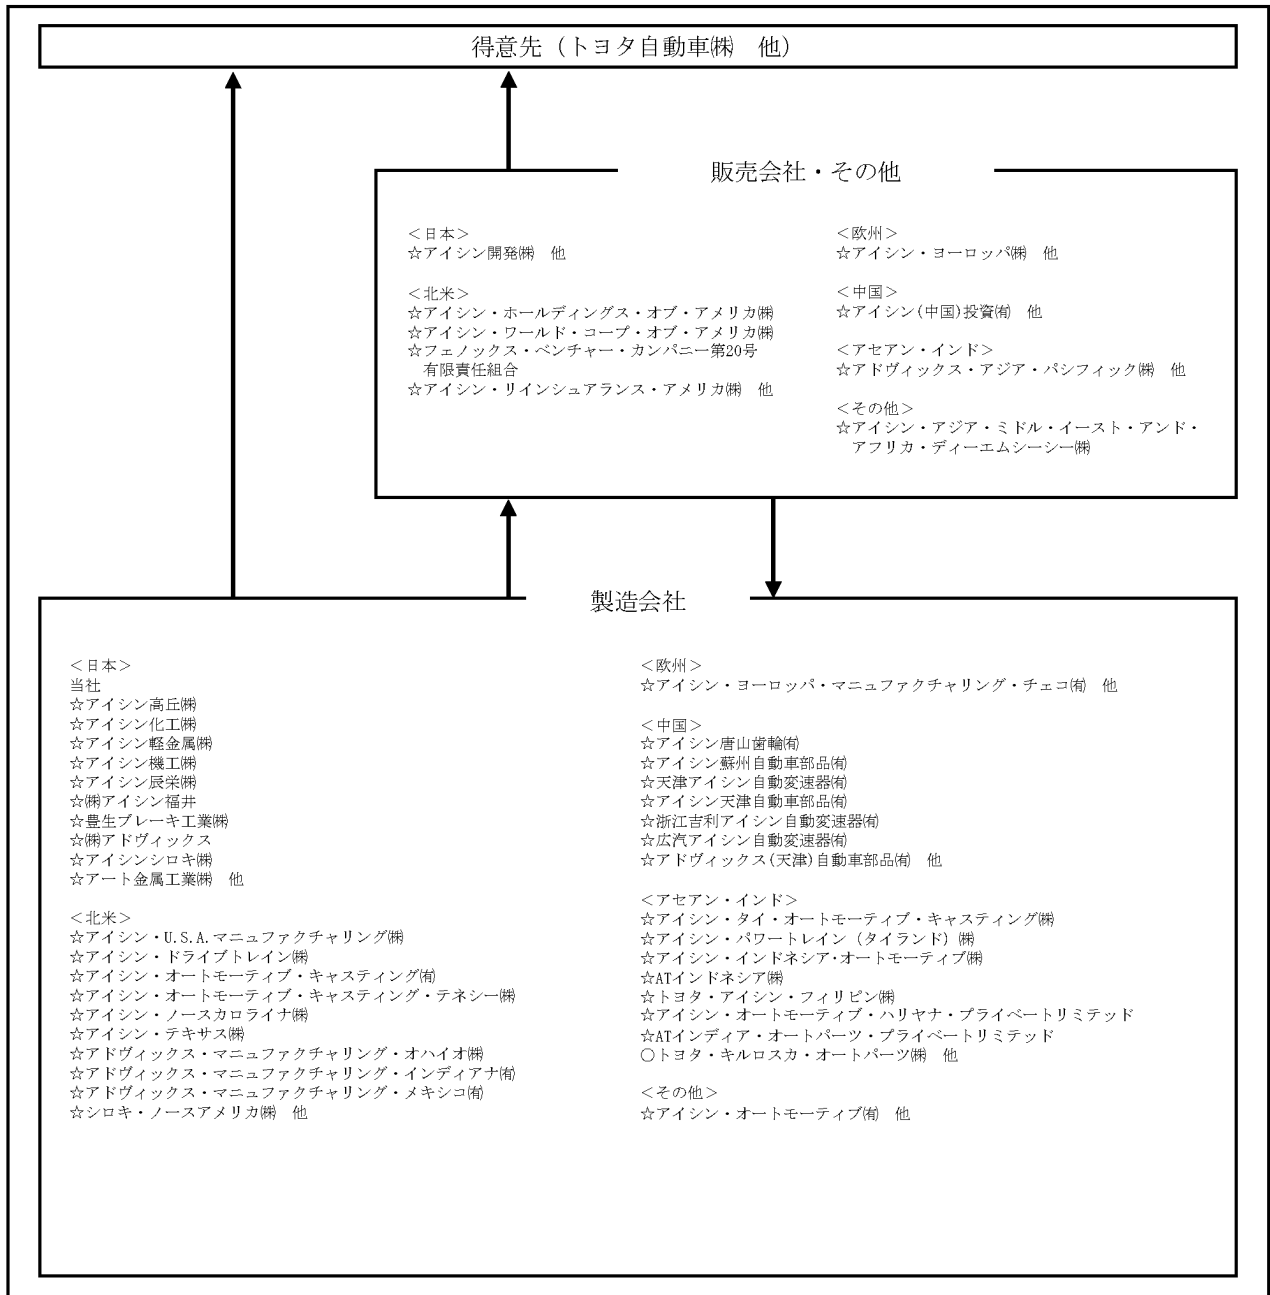 得意先（トヨタ自動車㈱　他）
販売会社・その他
＜日本＞
☆アイシン開発㈱　他
＜北米＞
☆アイシン・ホールディングス・オブ・アメリカ㈱
☆アイシン・ワールド・コープ・オブ・アメリカ㈱
☆フェノックス・ベンチャー・カンパニー第20号
有限責任組合
☆アイシン・リインシュアランス・アメリカ㈱　他
＜欧州＞
☆アイシン・ヨーロッパ㈱　他
＜中国＞
☆アイシン(中国)投資㈲　他
＜アセアン・インド＞
☆アドヴィックス・アジア・パシフィック㈱　他
＜その他＞
☆アイシン・アジア・ミドル・イースト・アンド・
アフリカ・ディーエムシーシー㈱
製造会社
＜日本＞
当社
☆アイシン高丘㈱
☆アイシン化工㈱
☆アイシン軽金属㈱
☆アイシン機工㈱
☆アイシン辰栄㈱
☆㈱アイシン福井
☆豊生ブレーキ工業㈱
☆㈱アドヴィックス
☆アイシンシロキ㈱
☆アート金属工業㈱　他
＜北米＞
☆アイシン・U.S.A.マニュファクチャリング㈱
☆アイシン・ドライブトレイン㈱
☆アイシン・オートモーティブ・キャスティング㈲
☆アイシン・オートモーティブ・キャスティング・テネシー㈱
☆アイシン・ノースカロライナ㈱
☆アイシン・テキサス㈱
☆アドヴィックス・マニュファクチャリング・オハイオ㈱
☆アドヴィックス・マニュファクチャリング・インディアナ㈲
☆アドヴィックス・マニュファクチャリング・メキシコ㈲
☆シロキ・ノースアメリカ㈱　他
＜欧州＞
☆アイシン・ヨーロッパ・マニュファクチャリング・チェコ㈲　他
＜中国＞
☆アイシン唐山歯輪㈲
☆アイシン蘇州自動車部品㈲
☆天津アイシン自動変速器㈲
☆アイシン天津自動車部品㈲
☆浙江吉利アイシン自動変速器㈲
☆広汽アイシン自動変速器㈲
☆アドヴィックス(天津)自動車部品㈲　他
＜アセアン・インド＞
☆アイシン・タイ・オートモーティブ・キャスティング㈱
☆アイシン・パワートレイン（タイランド）㈱
☆アイシン・インドネシア・オートモーティブ㈱
☆ATインドネシア㈱
☆トヨタ・アイシン・フィリピン㈱
☆アイシン・オートモーティブ・ハリヤナ・プライベートリミテッド
☆ATインディア・オートパーツ・プライベートリミテッド
○トヨタ・キルロスカ・オートパーツ㈱　他
＜その他＞
☆アイシン・オートモーティブ㈲　他